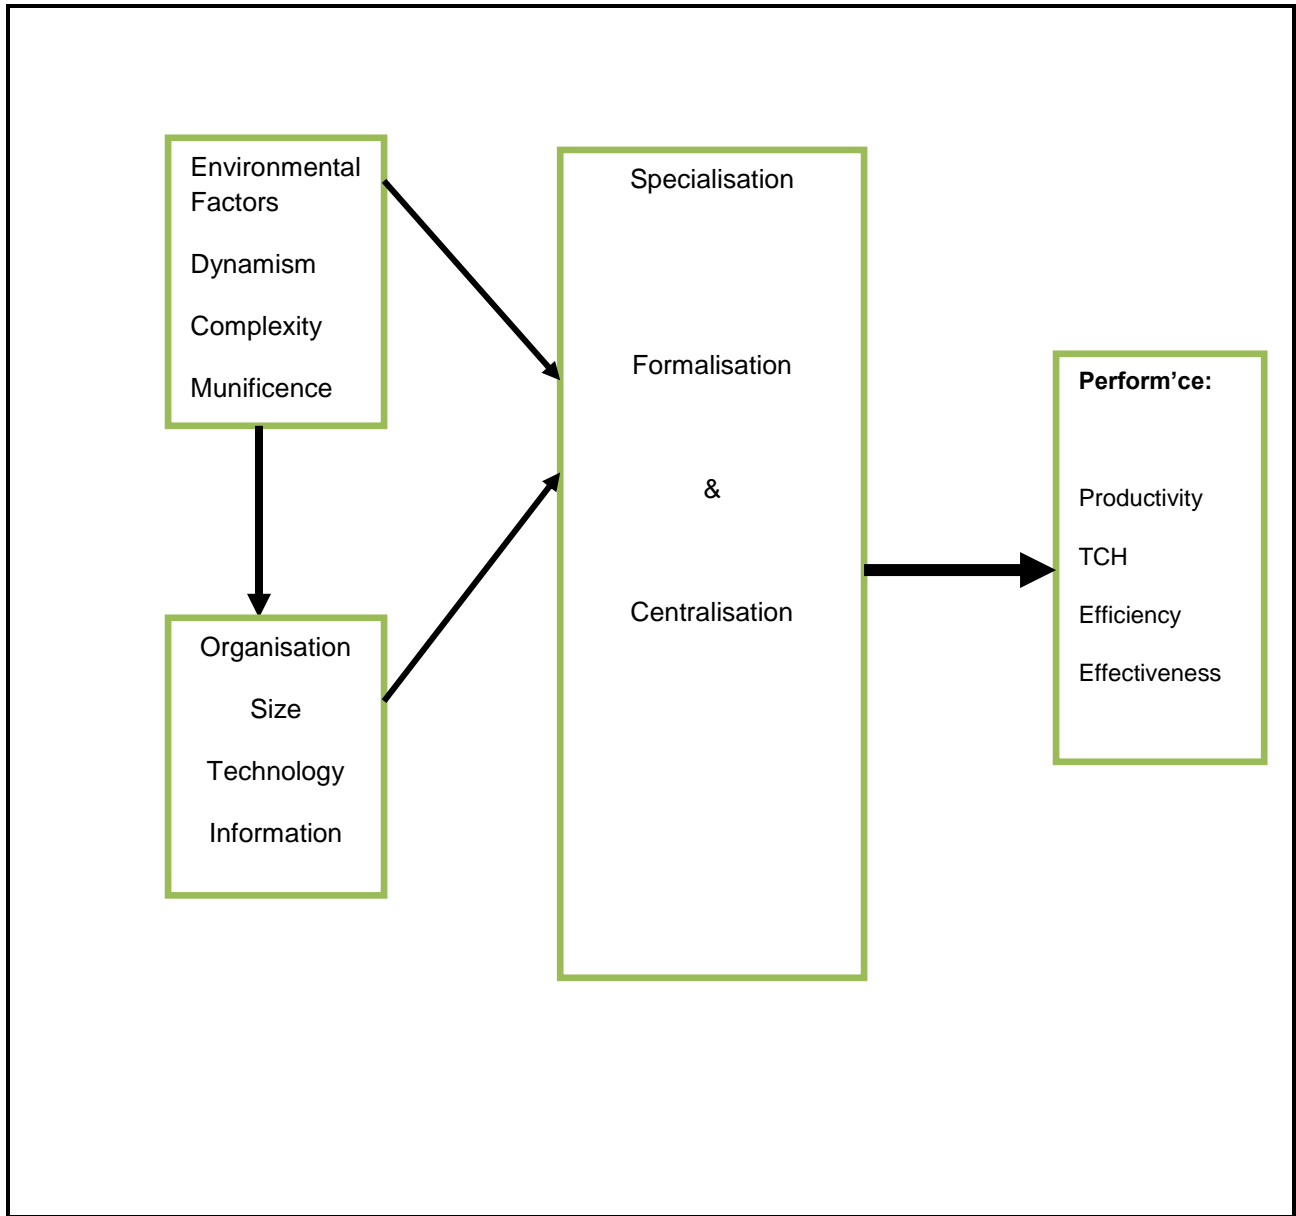 Environmental
Factors
Dynamism
Complexity
Munificence
Organisation
Size
Technology
Information
Specialisation
Formalisation
&
Centralisation
Perform’ce:
Productivity
TCH
Efficiency
Effectiveness